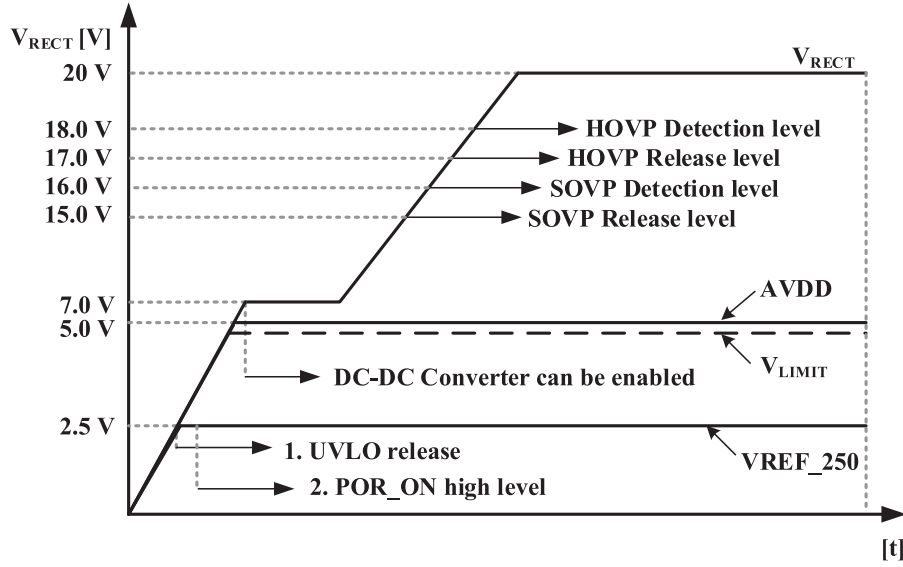 V_RECT [V]
20 V
V_RECT
18.0 V
HOVP Detection level
17.0 V
HOVP Release level
16.0 V
SOVP Detection level
15.0 V
SOVP Release level
7.0 V
AVDD
5.0 V
V_LIMIT
DC-DC Converter can be enabled
2.5 V
1. UVLO release
VREF_250
2. POR_ON high level
[t]